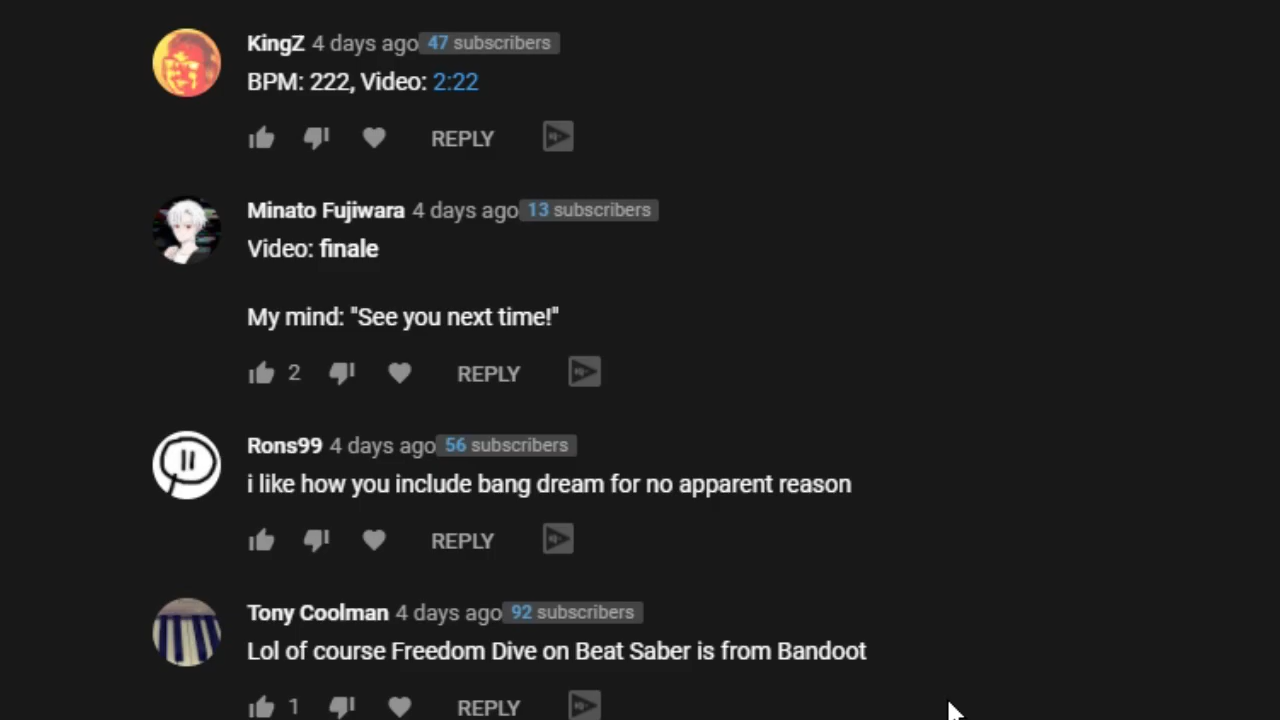 KingZ 4 days ago 47 subscribers
BPM: 222, Video: 2:22
REPLY
Minato Fujiwara 4 days ago 13 subscribers
Video: finale
My mind: "See you next time!"
2 REPLY
Rons99 4 days ago 56 subscribers
i like how you include bang dream for no apparent reason
REPLY
Tony Coolman 4 days ago 92 subscribers
Lol of course Freedom Dive on Beat Saber is from Bandoot
1 REPLY